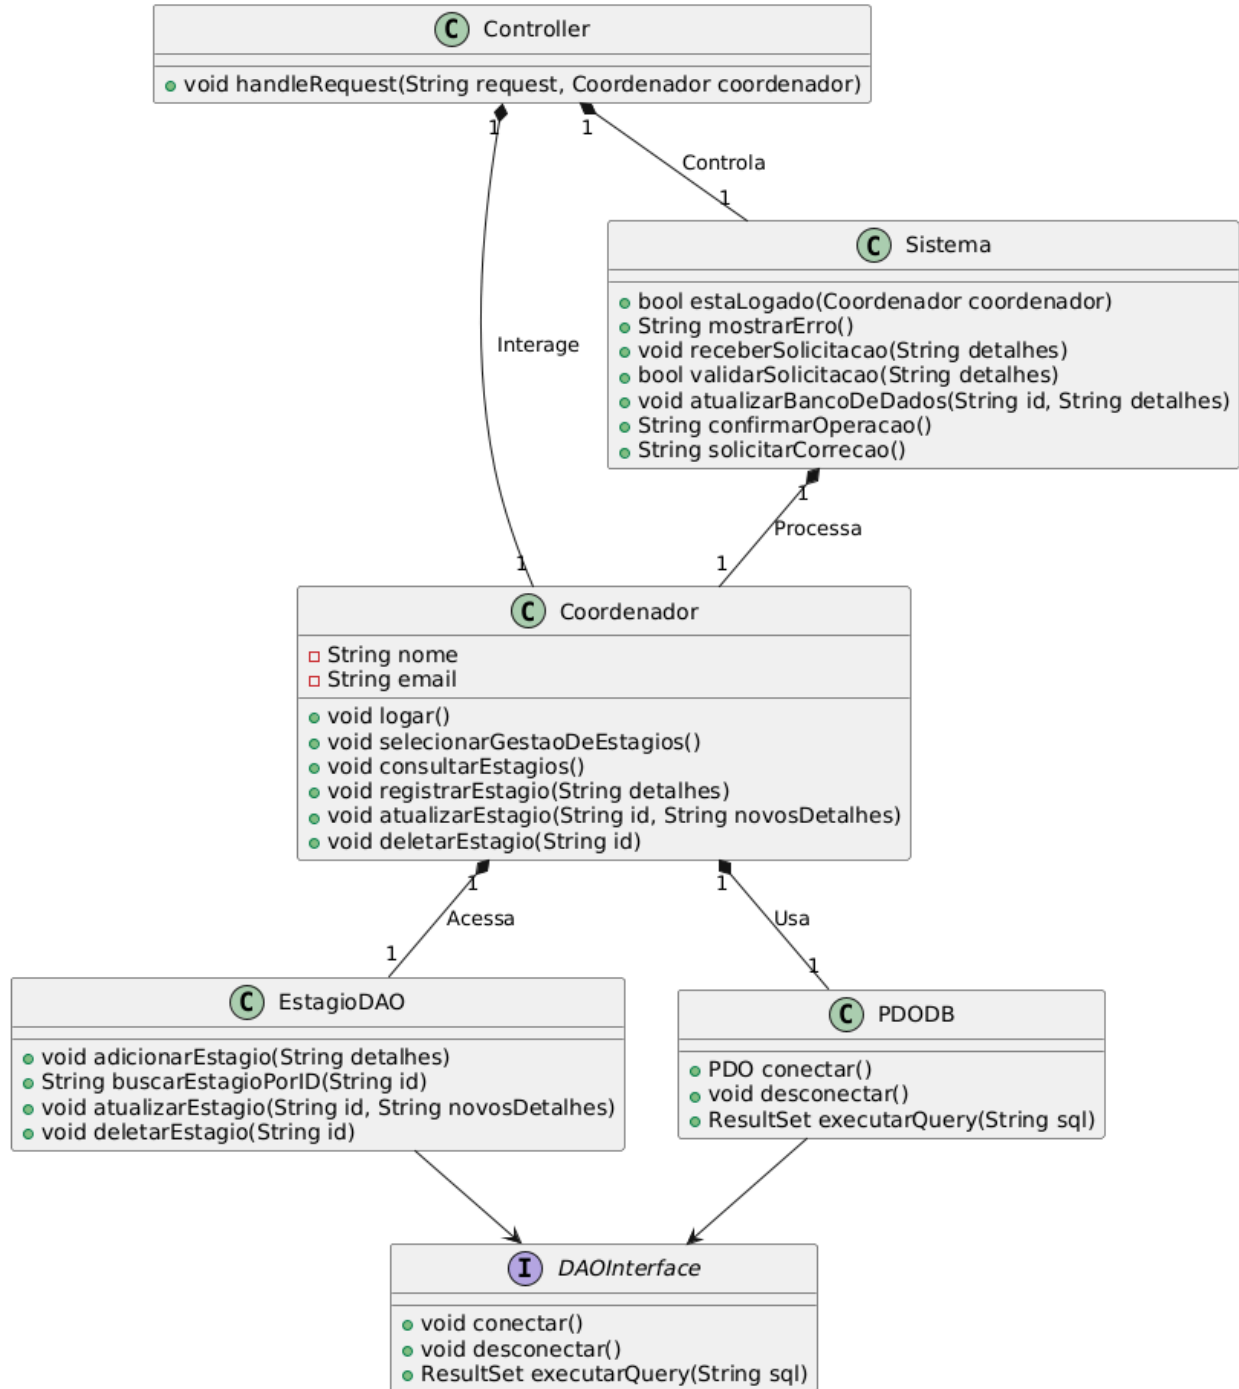 C Controller
void handleRequest(String request, Coordenador coordenador)
1
1
Controla
1
C Sistema
bool estaLogado(Coordenador coordenador)
String mostrarErro()
void receberSolicitacao(String detalhes)
bool validarSolicitacao(String detalhes)
void atualizarBancoDeDados(String id, String detalhes)
String confirmarOperacao()
String solicitarCorrecao()
Interage
1
Processa
1
1
C Coordenador
String nome
String email
void logar()
void selecionarGestaoDeEstagios()
void consultarEstagios()
void registrarEstagio(String detalhes)
void atualizarEstagio(String id, String novosDetalhes)
void deletarEstagio(String id)
1
1
Acessa
Usa
1
1
C EstagioDAO
void adicionarEstagio(String detalhes)
String buscarEstagioPorID(String id)
void atualizarEstagio(String id, String novosDetalhes)
void deletarEstagio(String id)
C PDODB
PDO conectar()
void desconectar()
ResultSet executarQuery(String sql)
I DAOInterface
void conectar()
void desconectar()
ResultSet executarQuery(String sql)